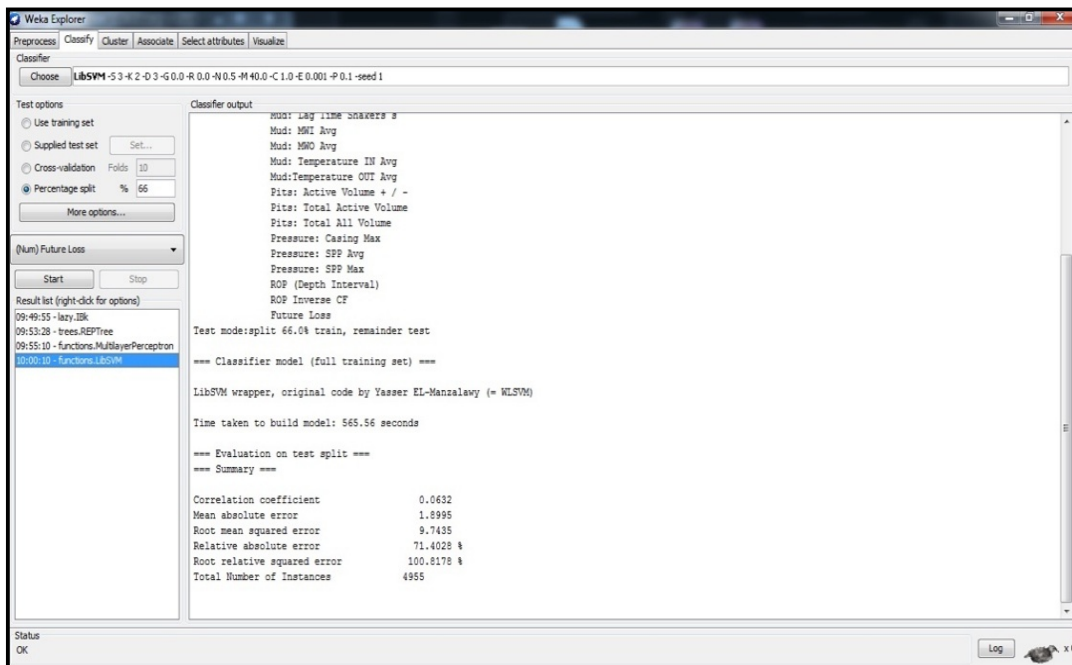 Weka Explorer
Preprocess Classify Cluster Associate Select attributes Visualize
Classifier
Choose LibSVM -S 3 -K 2 -D 3 -G 0.0 -R 0.0 -N 0.5 -M 40.0 -C 1.0 -E 0.001 -P 0.1 -seed 1
Test options
Use training set
Supplied test set Set...
Cross-validation Folds 10
Percentage split % 66
More options...
(Num) Future Loss
Start Stop
Result list (right-click for options)
09:49:55 - lazy.IBk
09:53:28 - trees.REPTree
09:55:10 - functions.MultilayerPerceptron
10:00:10 - functions.LibSVM
Classifier output
Mud: Lag Time Shakers s
Mud: MWI Avg
Mud: MWO Avg
Mud: Temperature IN Avg
Mud:Temperature OUT Avg
Pits: Active Volume + / -
Pits: Total Active Volume
Pits: Total All Volume
Pressure: Casing Max
Pressure: SPP Avg
Pressure: SPP Max
ROP (Depth Interval)
ROP Inverse CF
Future Loss
Test mode:split 66.0% train, remainder test
=== Classifier model (full training set) ===
LibSVM wrapper, original code by Yasser EL-Manzalawy (= WLSVM)
Time taken to build model: 565.56 seconds
=== Evaluation on test split ===
=== Summary ===
Correlation coefficient 0.0632
Mean absolute error 1.8995
Root mean squared error 9.7435
Relative absolute error 71.4028 %
Root relative squared error 100.8178 %
Total Number of Instances 4955
Status
OK
Log